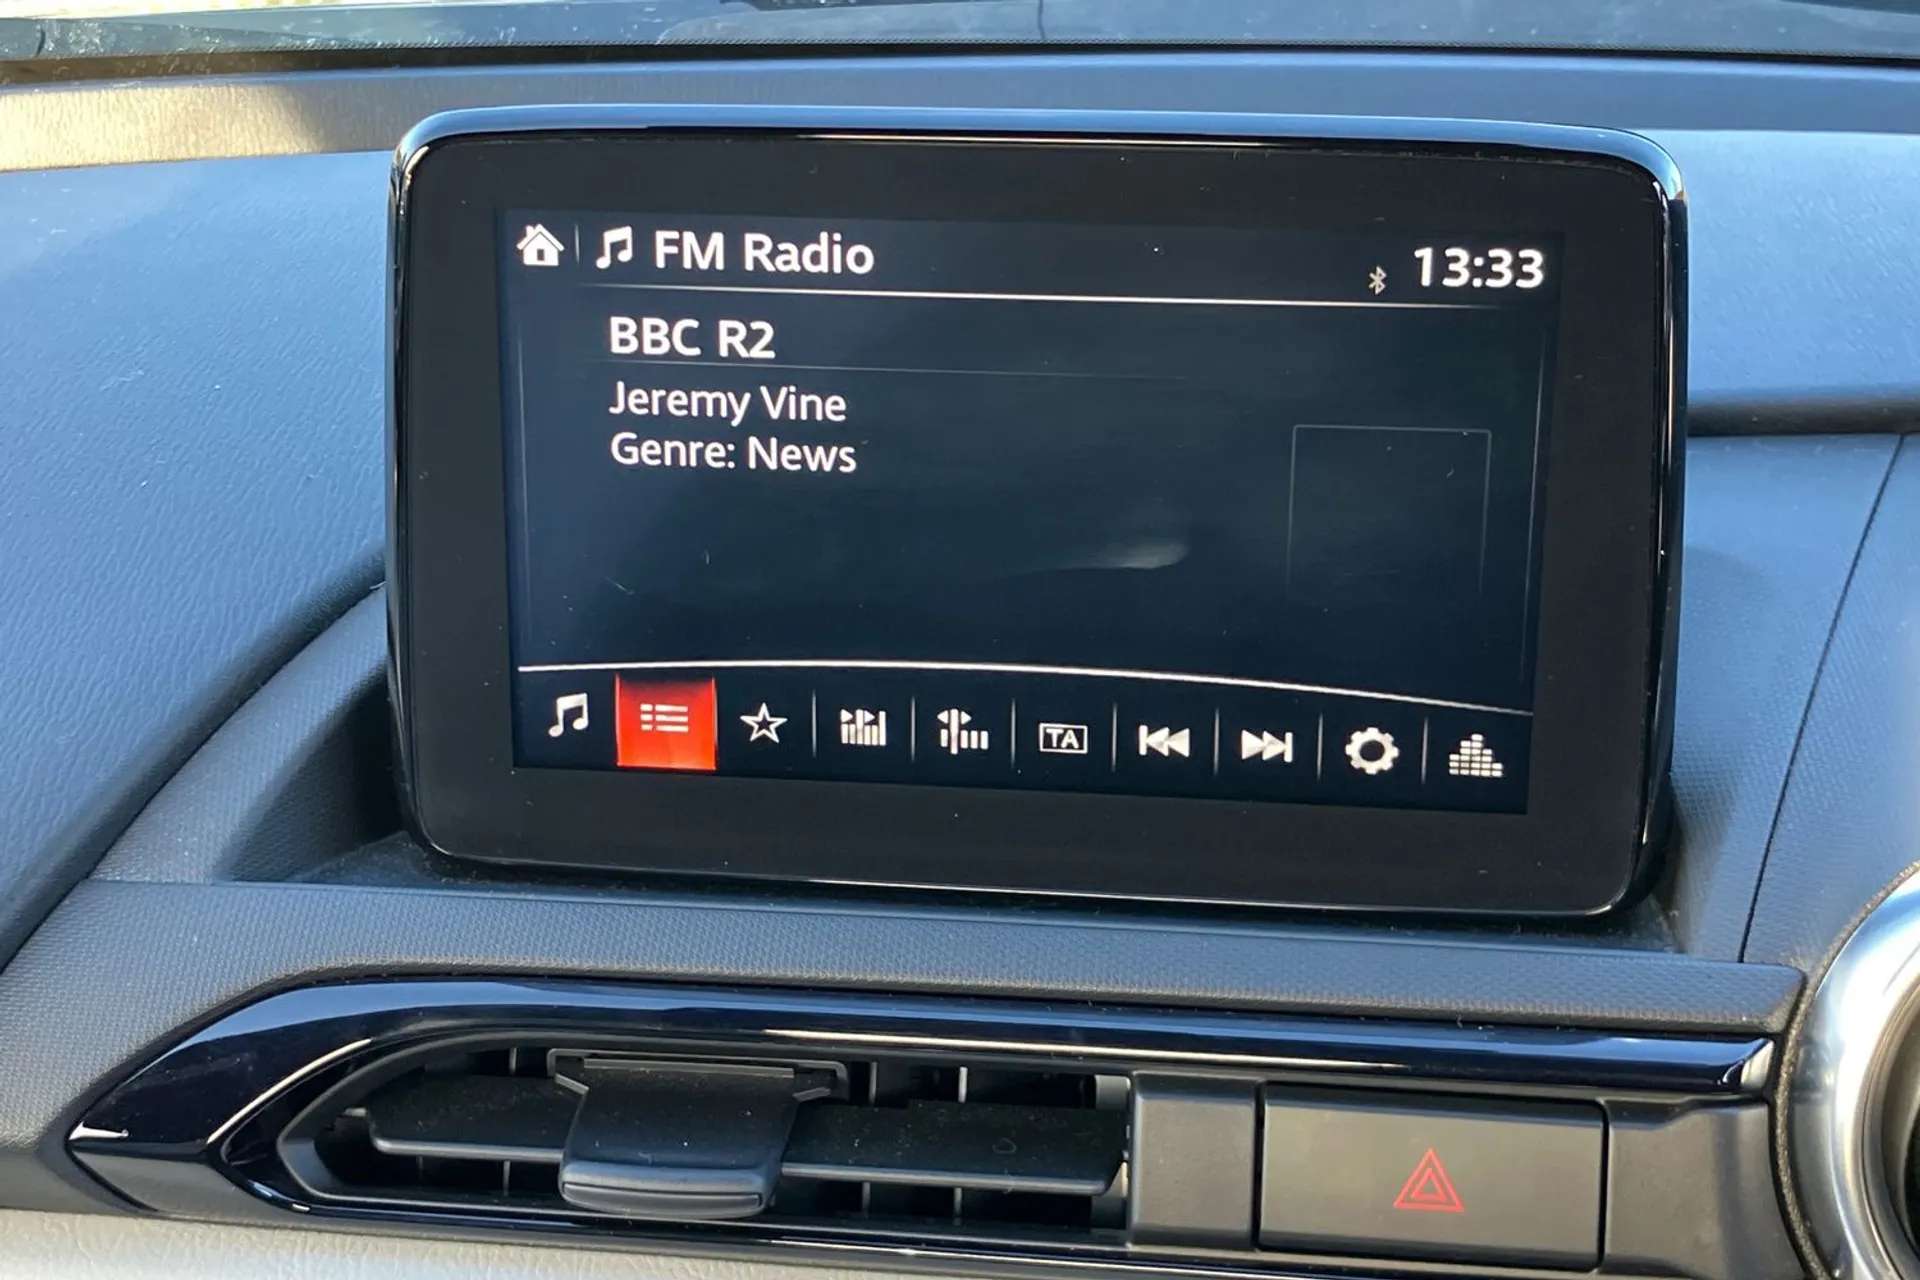 FM Radio
13:33
BBC R2
Jeremy Vine
Genre: News
TA